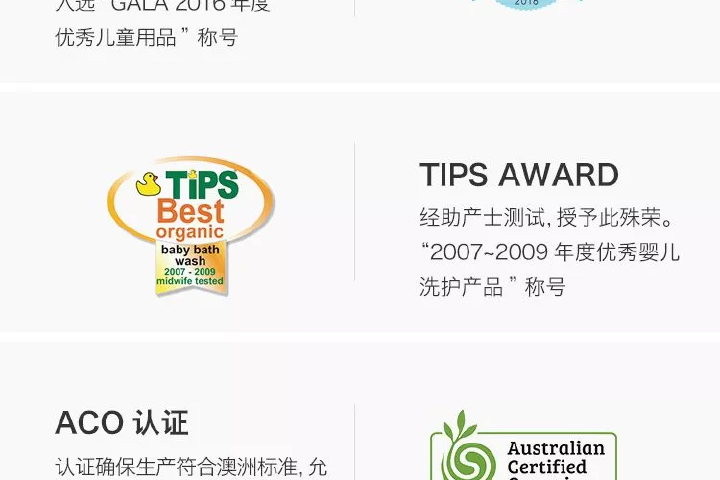 入选“GALA 2016 年度
优秀儿童用品 ” 称号
2016
TiPS
Best
organic
baby bath
wash
2007 - 2009
midwife tested
TIPS AWARD
经助产士测试, 授予此殊荣。
“2007~2009 年度优秀婴儿
洗护产品 ” 称号
ACO 认证
认证确保生产符合澳洲标准, 允
Australian
Certified